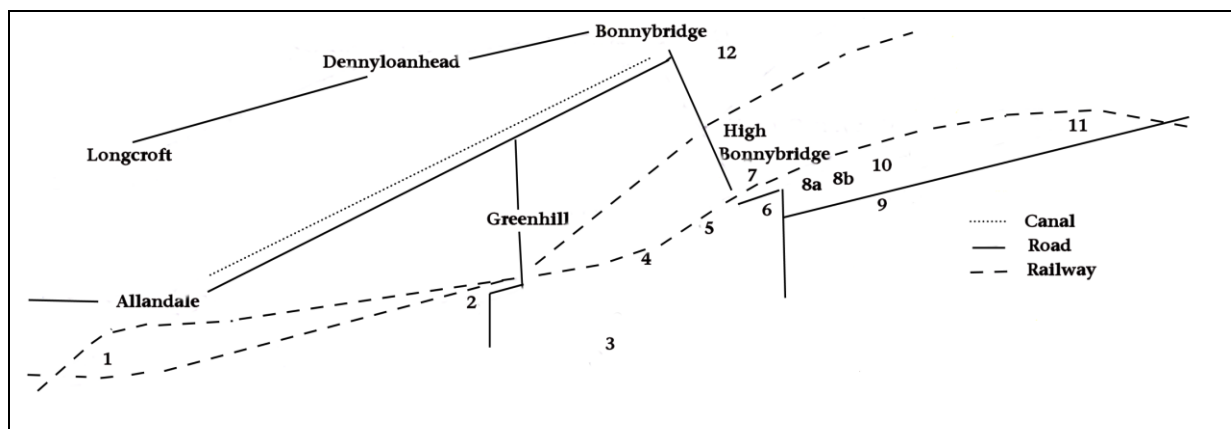 Bonnybridge
12
Dennyloanhead
High
Bonnybridge
11
Longcroft
7
10
8a
8b
6
9
Greenhill
5
Canal
4
Road
Railway
Allandale
2
1
3